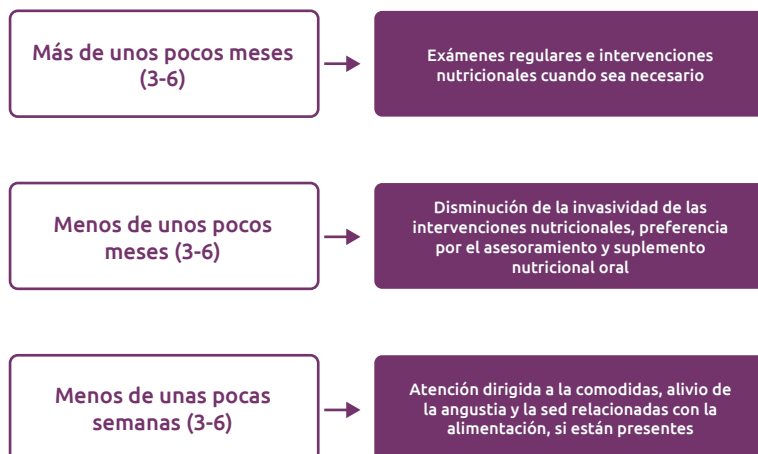 Más de unos pocos meses
(3-6)
Exámenes regulares e intervenciones
nutricionales cuando sea necesario
Menos de unos pocos
meses (3-6)
Disminución de la invasividad de las
intervenciones nutricionales, preferencia
por el asesoramiento y suplemento
nutricional oral
Menos de unas pocas
semanas (3-6)
Atención dirigida a la comodidas, alivio de
la angustia y la sed relacionadas con la
alimentación, si están presentes